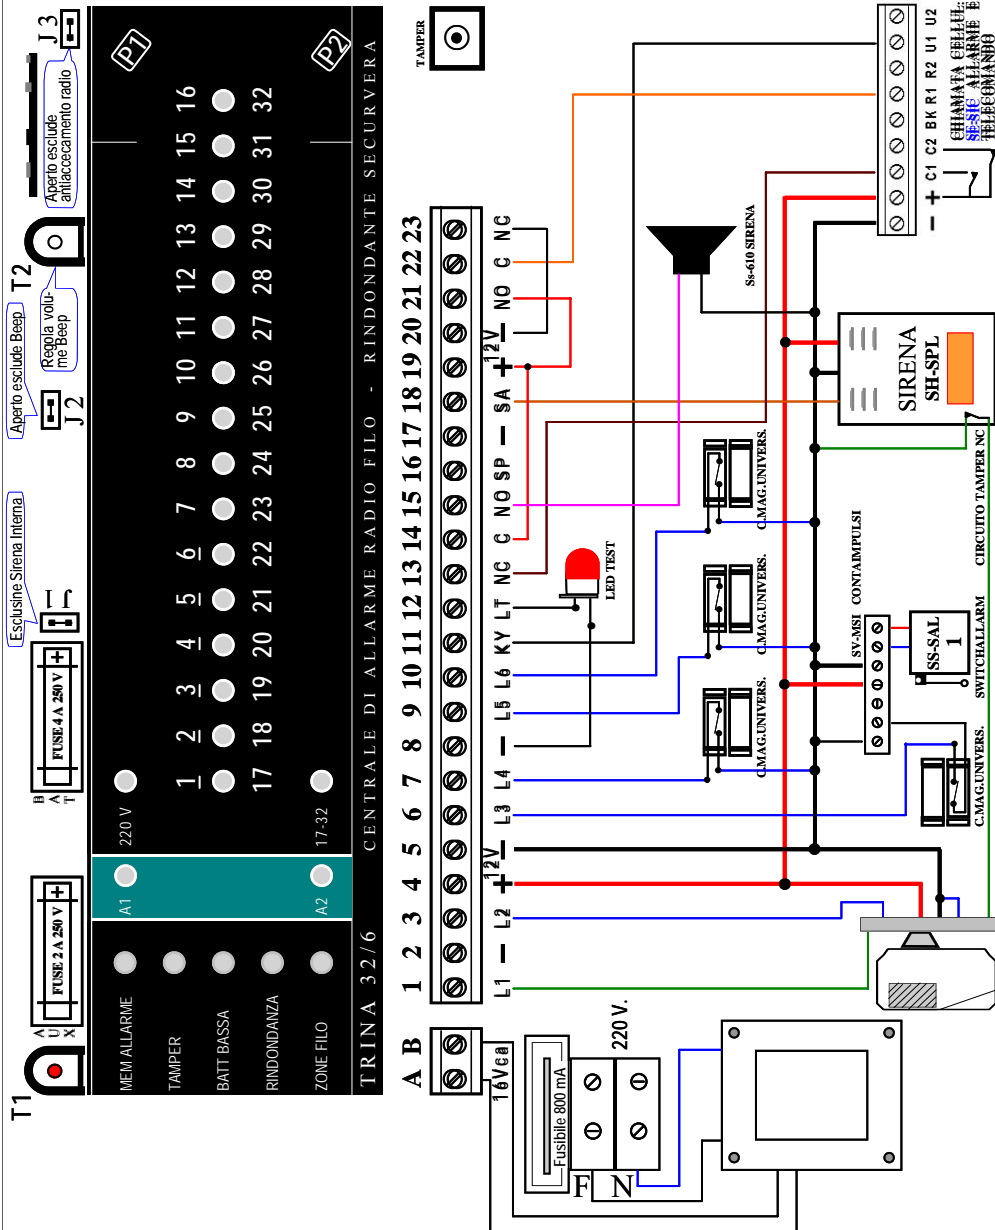 J 3
Aperto esclude
antiaccecamento radio
T2
Regola volu-
me Beep
Aperto esclude Beep
J 2
Esclusine Sirena Interna
J1
FUSE 4 A 250 V
+
B
A
T
FUSE 2 A 250 V
+
A
U
X
T1
P1
P2
1 2 3 4 5 6 7 8 9 10 11 12 13 14 15 16
17 18 19 20 21 22 23 24 25 26 27 28 29 30 31 32
220 V
17-32
A1
A2
MEM ALLARME
TAMPER
BATT BASSA
RINDONDANZA
ZONE FILO
TRINA 32/6 CENTRALE DI ALLARME RADIO FILO - RINDONDANTE SECURVERA
TAMPER
A B
1 2 3 4 5 6 7 8 9 10 11 12 13 14 15 16 17 18 19 20 21 22 23
16Vca
L1 — L2 + 12V — L3 L4 — L5 L6 KY LT NC C NO SP — SA + 12V — NO C NC
Fusibile 800 mA
220 V.
F N
LED TEST
Ss-610 SIRENA
C.MAG.UNIVERS.
C.MAG.UNIVERS.
C.MAG.UNIVERS.
C.MAG.UNIVERS.
SV-MSI CONTAIMPULSI
SS-SAL
1
SWITCHALLARM
CIRCUITO TAMPER NC
SIRENA
SH-SPL
— + C1 C2 BK R1 R2 U1 U2
CHIAMATA CELLUL.
SE-SIC ALLARME E
TELECOMANDO